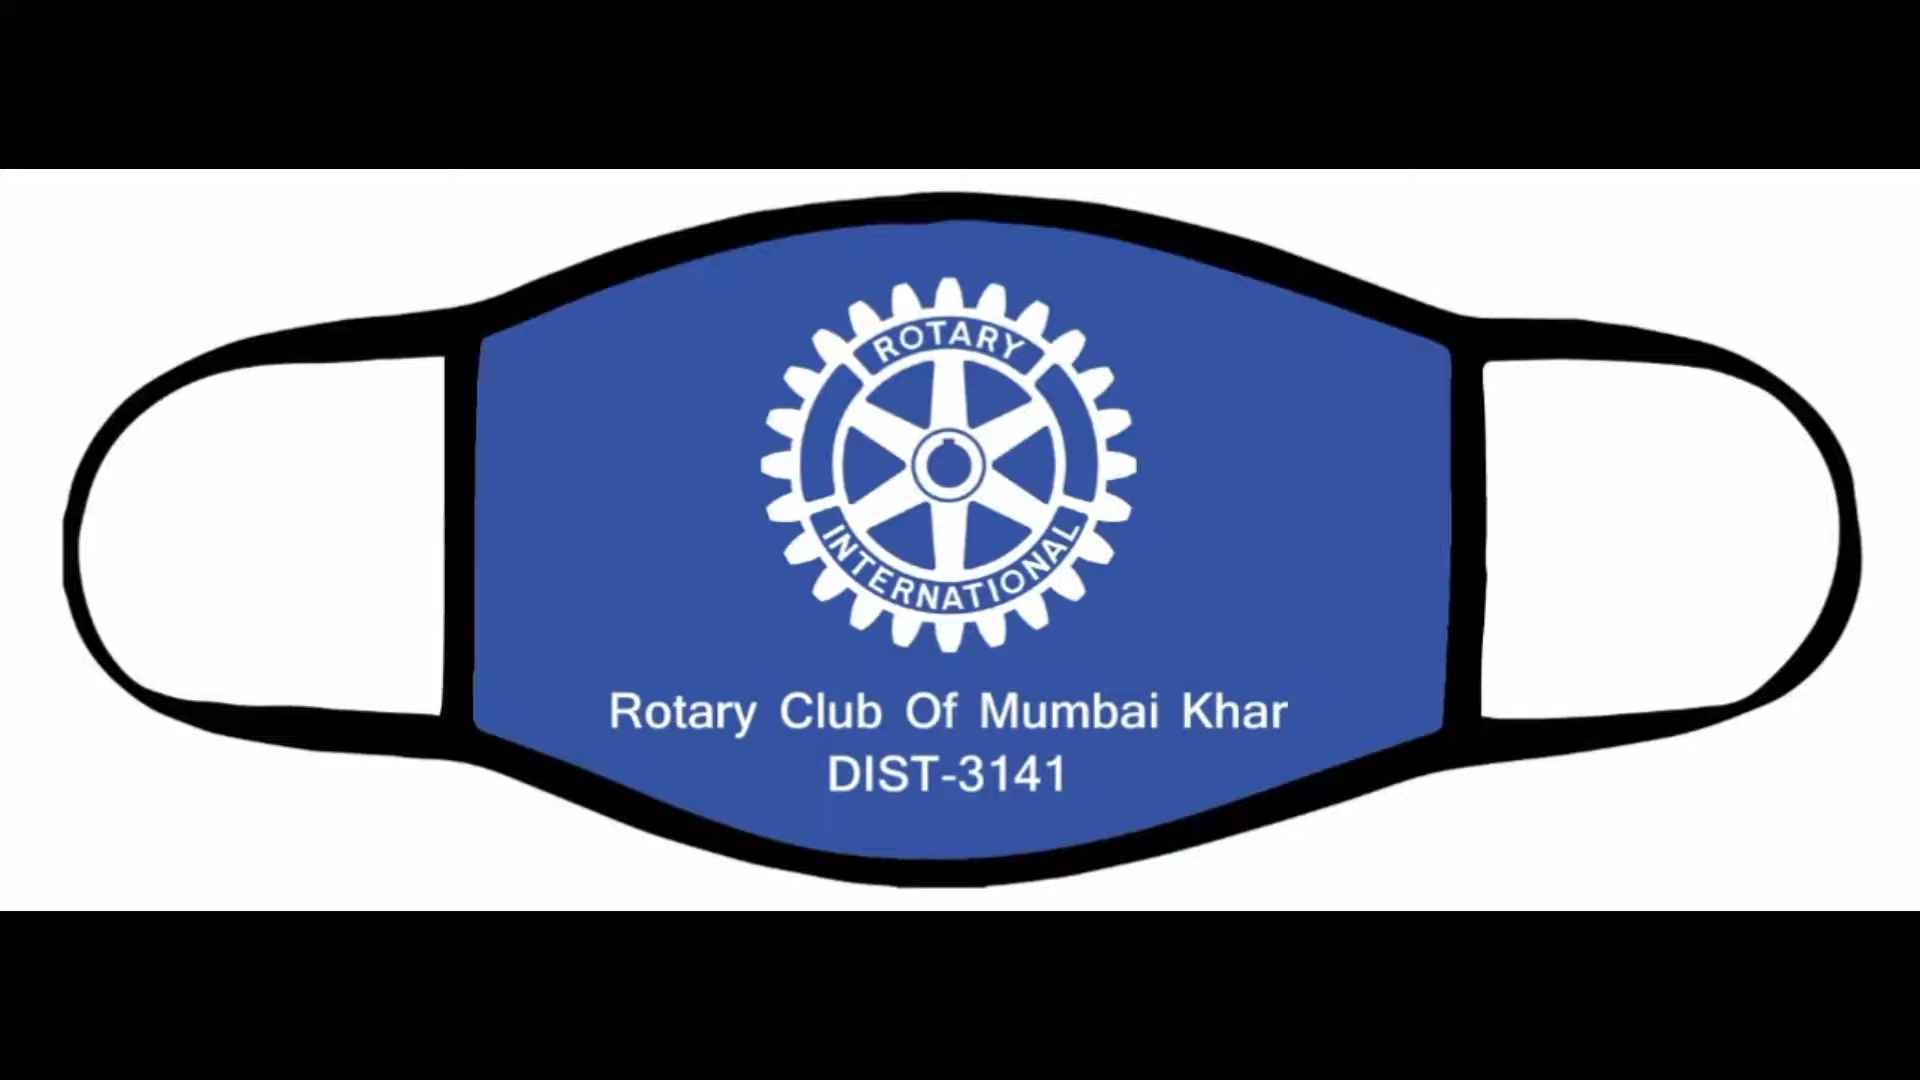 ROTARY
INTERNATIONAL
Rotary Club Of Mumbai Khar
DIST-3141